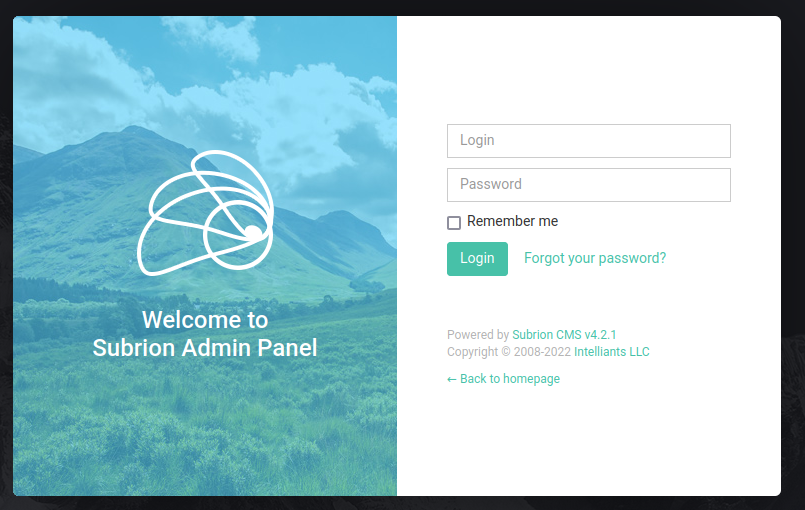 Welcome to
Subrion Admin Panel
Login
Password
Remember me
Login Forgot your password?
Powered by Subrion CMS v4.2.1
Copyright © 2008-2022 Intelliants LLC
← Back to homepage